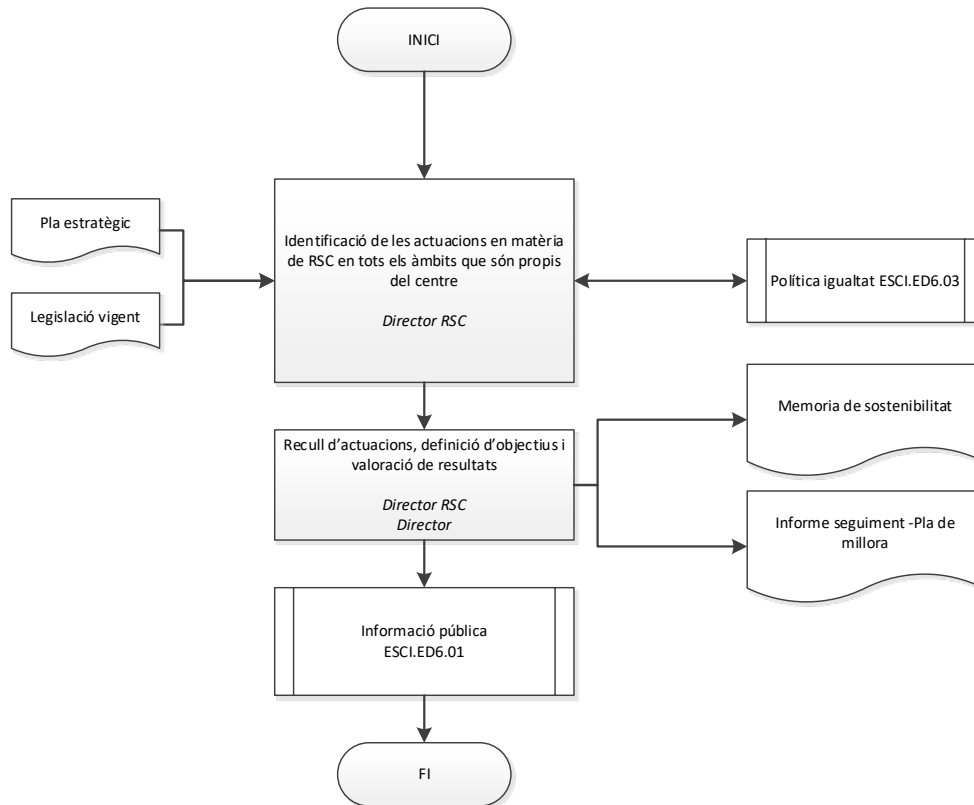 INICI
Pla estratègic
Legislació vigent
Identificació de les actuacions en matèria
de RSC en tots els àmbits que són propis
del centre
Director RSC
Política igualtat ESCI.ED6.03
Recull d’actuacions, definició d’objectius i
valoració de resultats
Director RSC
Director
Memoria de sostenibilitat
Informe seguiment -Pla de
millora
Informació pública
ESCI.ED6.01
FI